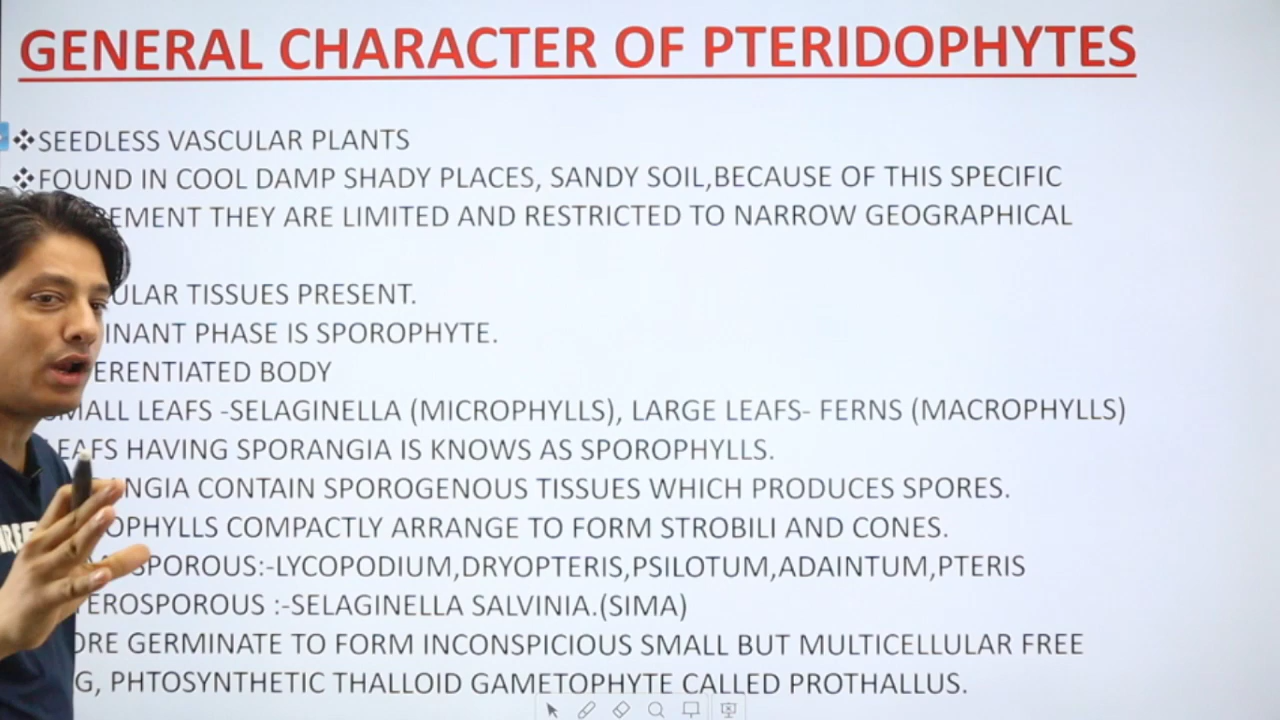 GENERAL CHARACTER OF PTERIDOPHYTES
❖SEEDLESS VASCULAR PLANTS
❖FOUND IN COOL DAMP SHADY PLACES, SANDY SOIL,BECAUSE OF THIS SPECIFIC
REMENT THEY ARE LIMITED AND RESTRICTED TO NARROW GEOGRAPHICAL
ULAR TISSUES PRESENT.
INANT PHASE IS SPOROPHYTE.
ERENTIATED BODY
SMALL LEAFS -SELAGINELLA (MICROPHYLLS), LARGE LEAFS- FERNS (MACROPHYLLS)
LEAFS HAVING SPORANGIA IS KNOWS AS SPOROPHYLLS.
NGIA CONTAIN SPOROGENOUS TISSUES WHICH PRODUCES SPORES.
OPHYLLS COMPACTLY ARRANGE TO FORM STROBILI AND CONES.
SPOROUS:-LYCOPODIUM,DRYOPTERIS,PSILOTUM,ADAINTUM,PTERIS
TEROSPOROUS :-SELAGINELLA SALVINIA.(SIMA)
ORE GERMINATE TO FORM INCONSPICIOUS SMALL BUT MULTICELLULAR FREE
G, PHTOSYNTHETIC THALLOID GAMETOPHYTE CALLED PROTHALLUS.